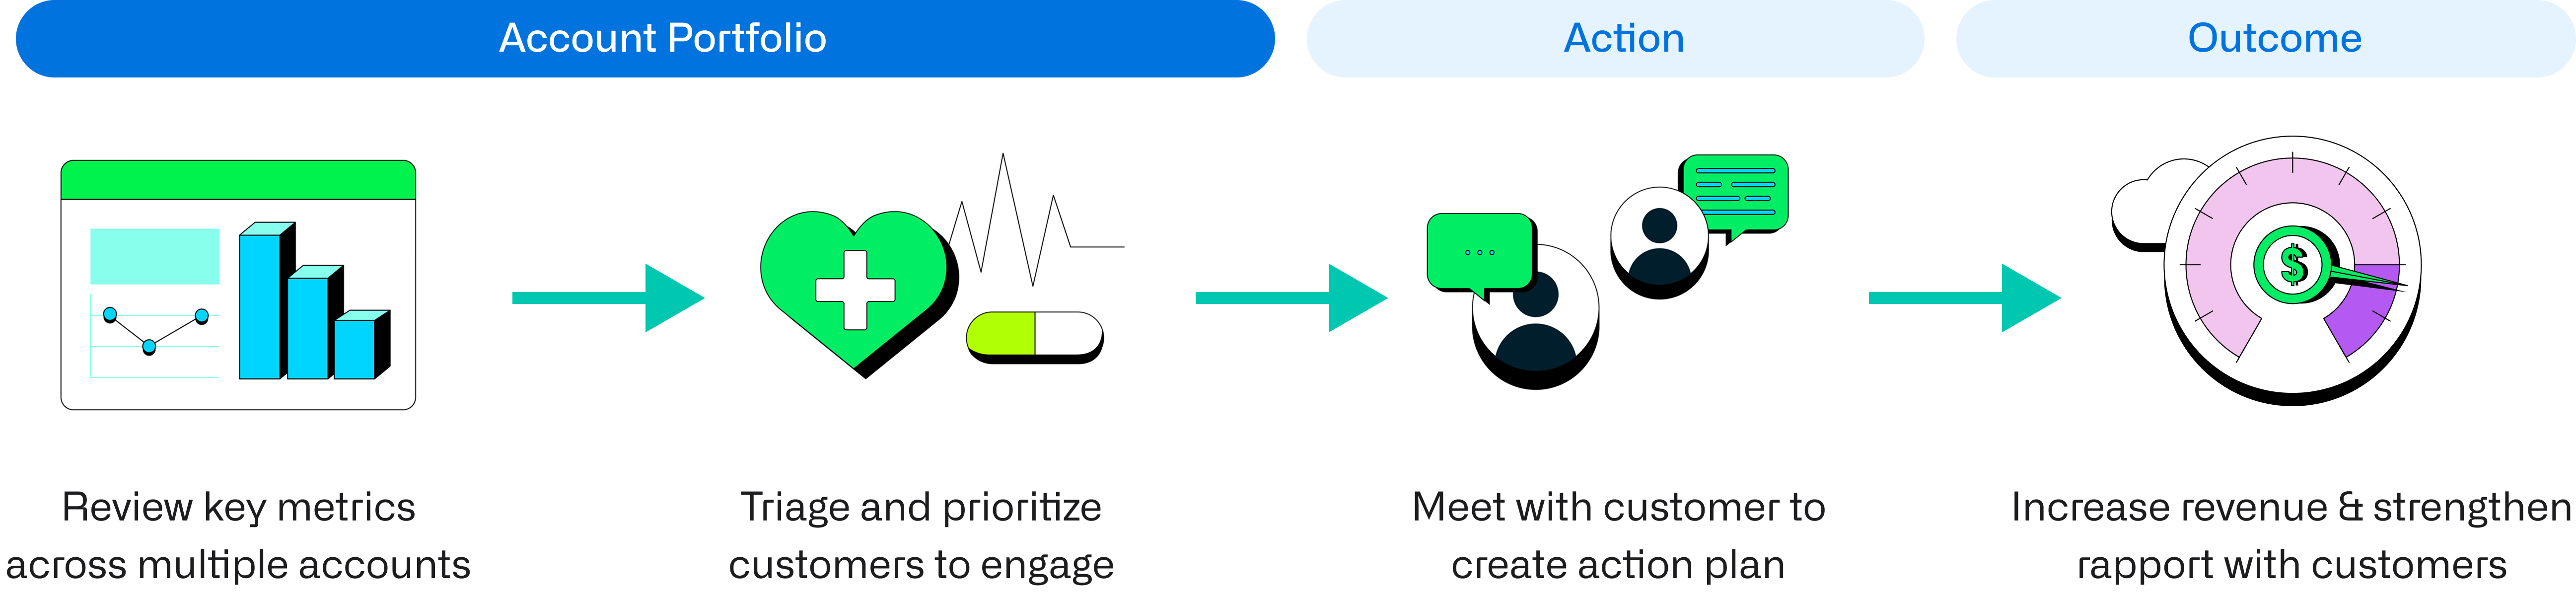 Account Portfolio
Action
Outcome
$
Review key metrics
across multiple accounts
Triage and prioritize
customers to engage
Meet with customer to
create action plan
Increase revenue & strengthen
rapport with customers